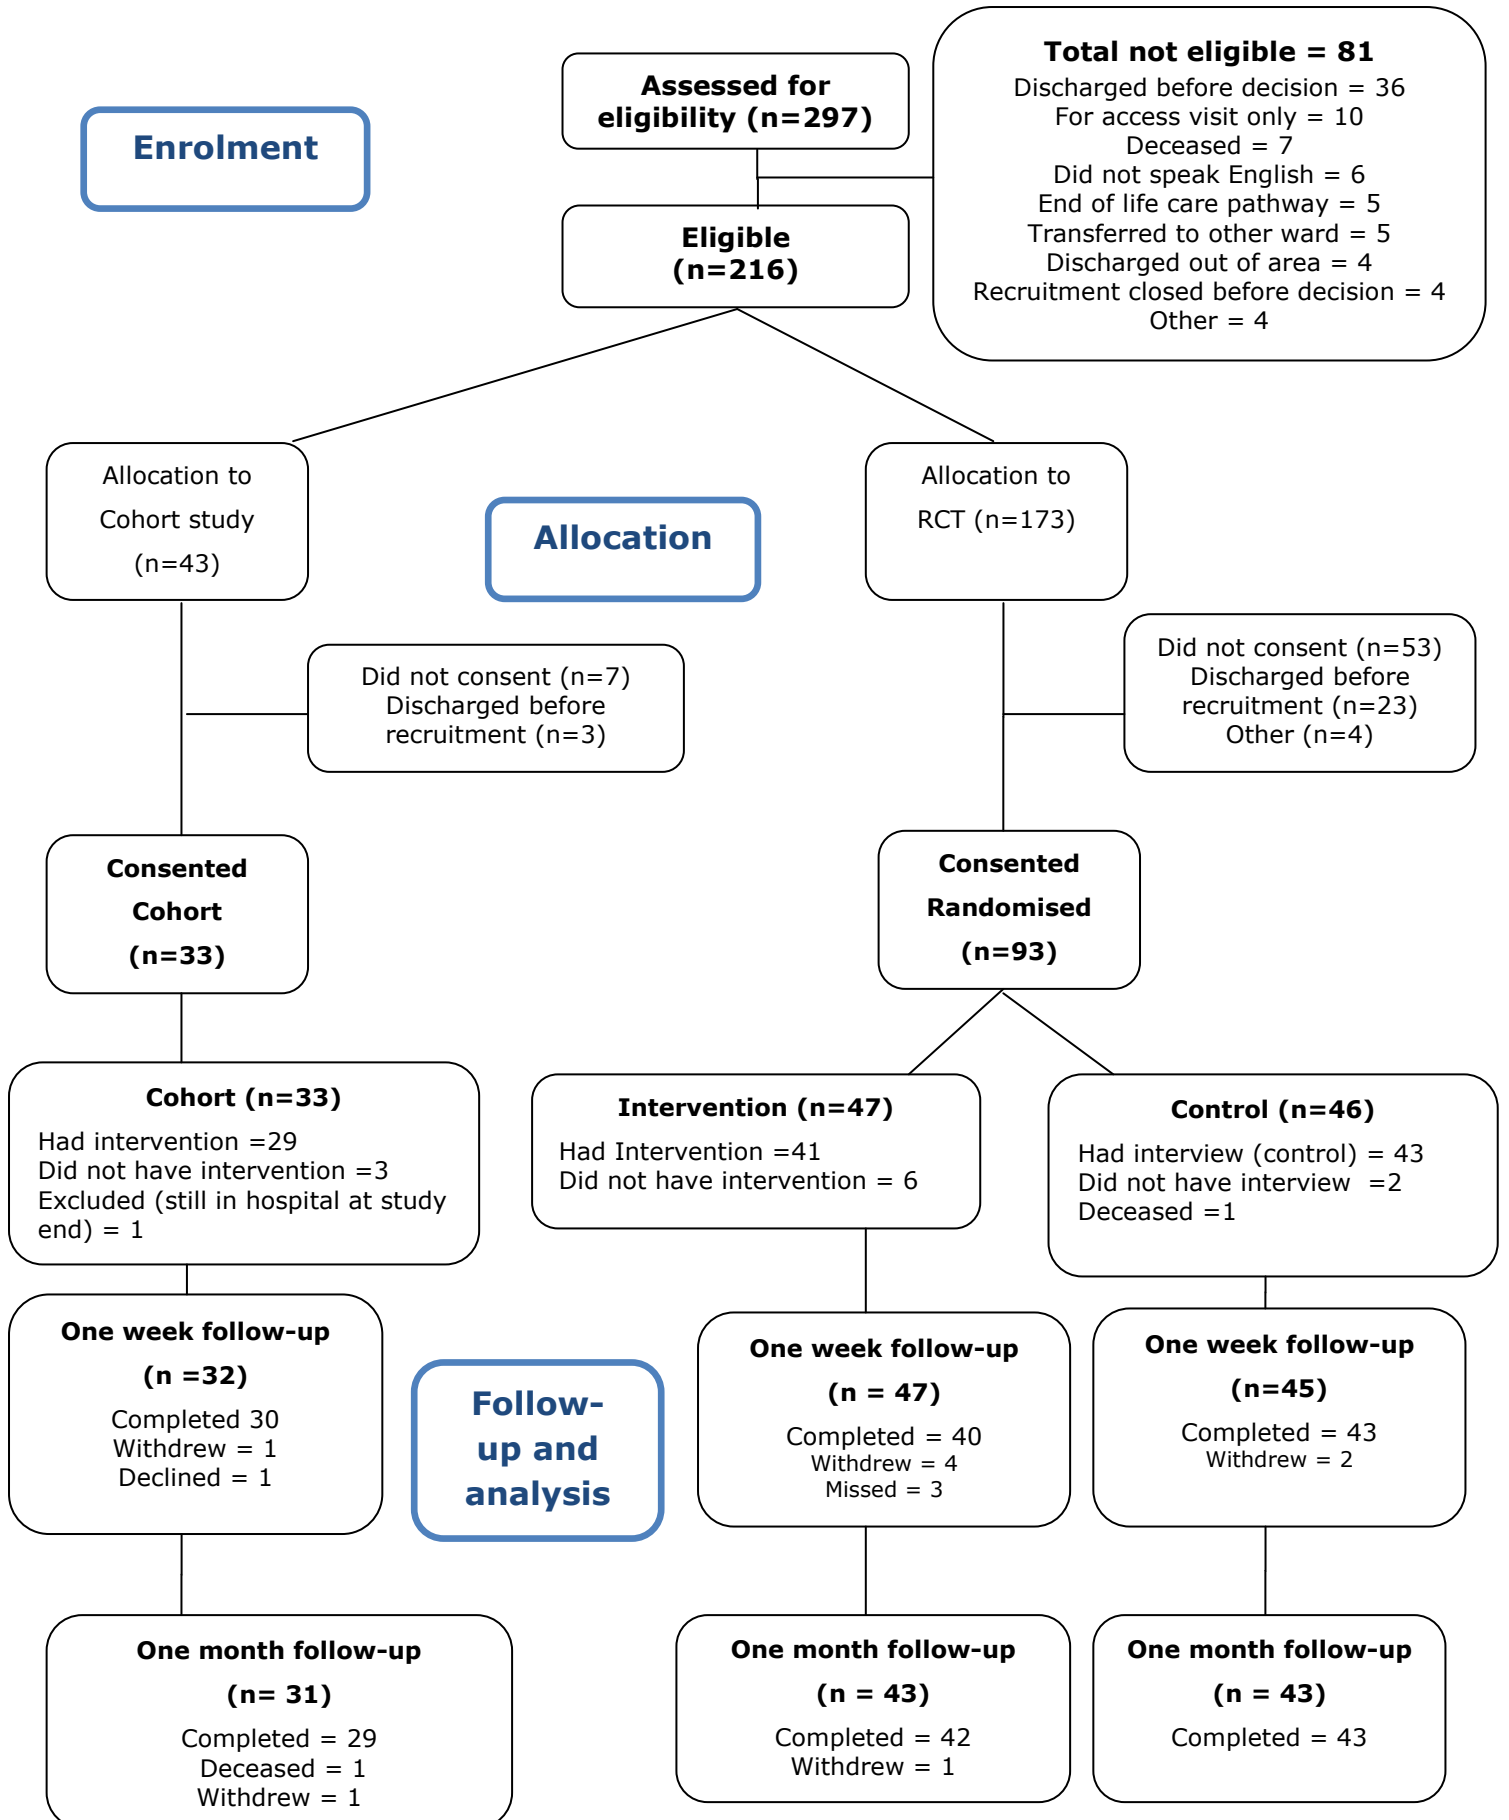 Enrolment
Assessed for
eligibility (n=297)
Total not eligible = 81
Discharged before decision = 36
For access visit only = 10
Deceased = 7
Did not speak English = 6
End of life care pathway = 5
Transferred to other ward = 5
Discharged out of area = 4
Recruitment closed before decision = 4
Other = 4
Eligible
(n=216)
Allocation to
Cohort study
(n=43)
Allocation
Allocation to
RCT (n=173)
Did not consent (n=7)
Discharged before
recruitment (n=3)
Did not consent (n=53)
Discharged before
recruitment (n=23)
Other (n=4)
Consented
Cohort
(n=33)
Consented
Randomised
(n=93)
Cohort (n=33)
Had intervention =29
Did not have intervention =3
Excluded (still in hospital at study
end) = 1
Intervention (n=47)
Had Intervention =41
Did not have intervention = 6
Control (n=46)
Had interview (control) = 43
Did not have interview =2
Deceased =1
One week follow-up
(n =32)
Completed 30
Withdrew = 1
Declined = 1
Follow-
up and
analysis
One week follow-up
(n = 47)
Completed = 40
Withdrew = 4
Missed = 3
One week follow-up
(n=45)
Completed = 43
Withdrew = 2
One month follow-up
(n= 31)
Completed = 29
Deceased = 1
Withdrew = 1
One month follow-up
(n = 43)
Completed = 42
Withdrew = 1
One month follow-up
(n = 43)
Completed = 43